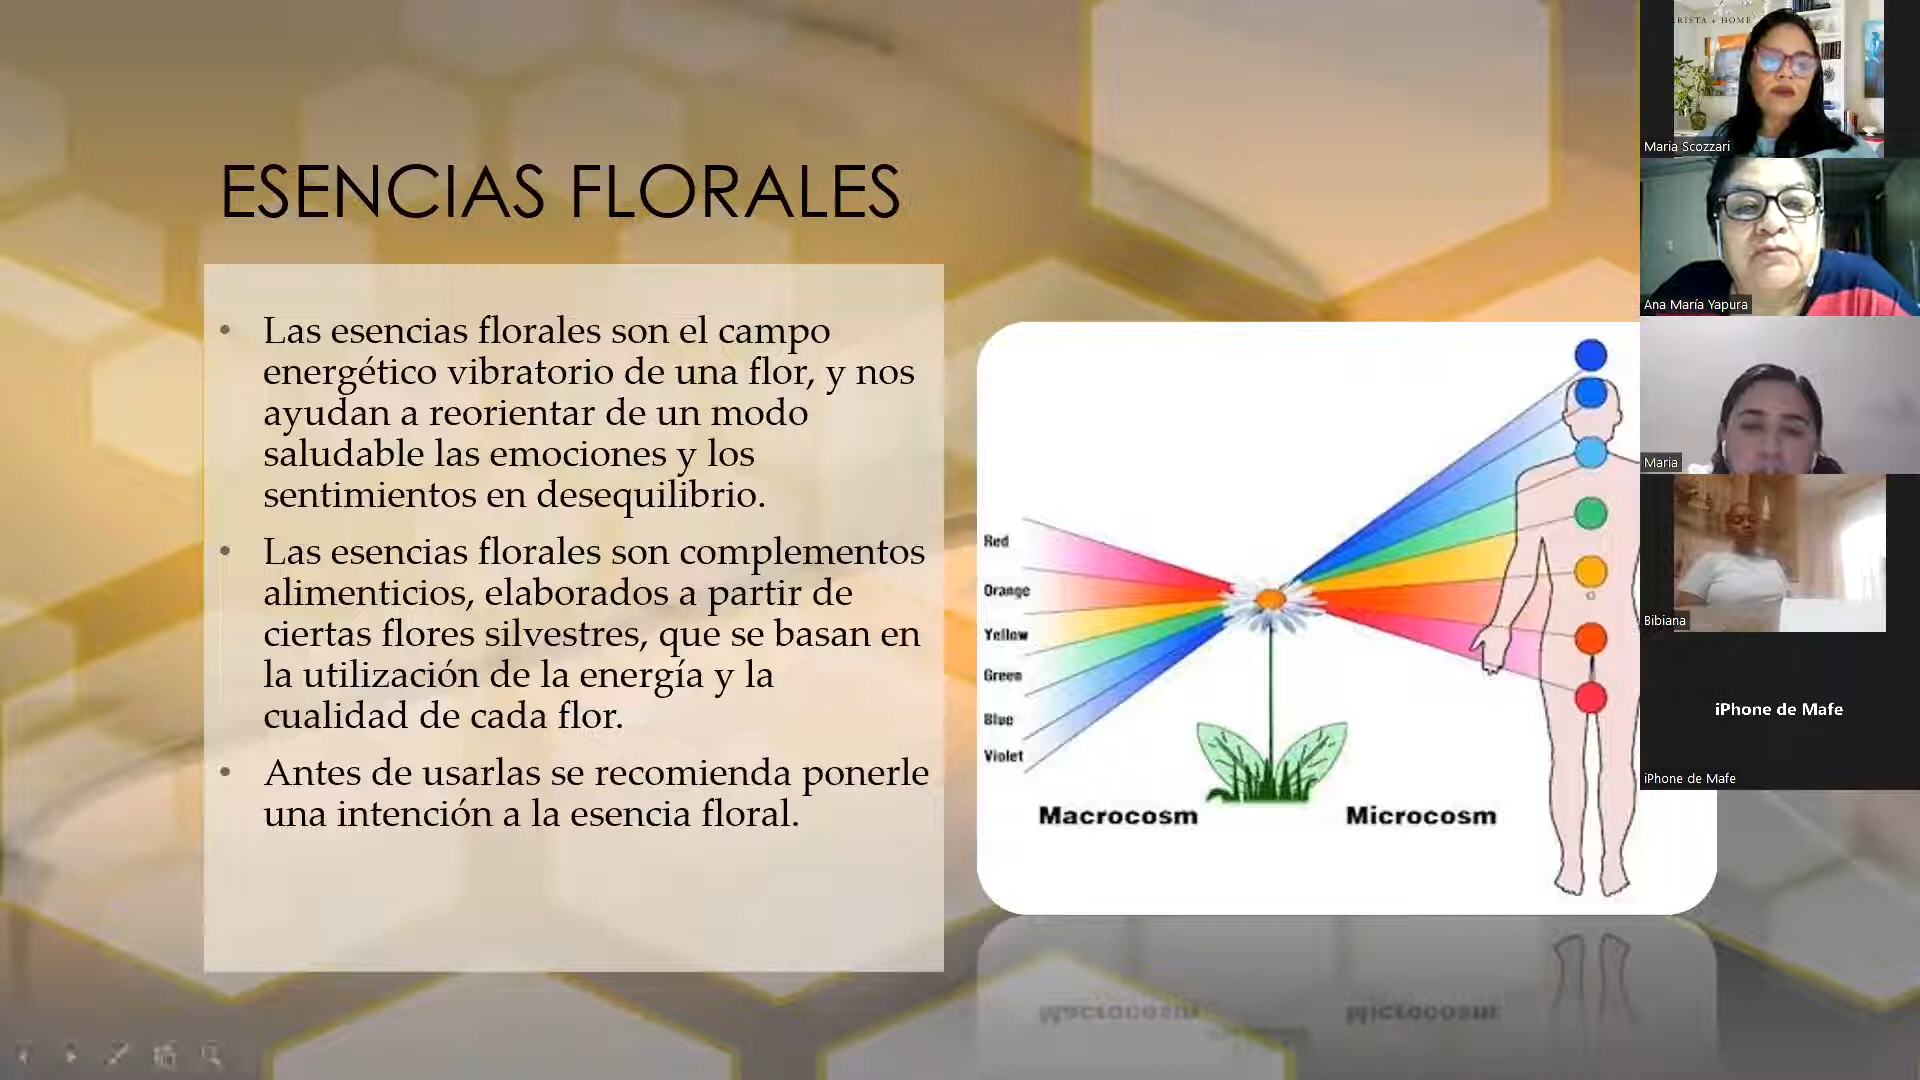 ESENCIAS FLORALES
• Las esencias florales son el campo
energético vibratorio de una flor, y nos
ayudan a reorientar de un modo
saludable las emociones y los
sentimientos en desequilibrio.
• Las esencias florales son complementos
alimenticios, elaborados a partir de
ciertas flores silvestres, que se basan en
la utilización de la energía y la
cualidad de cada flor.
• Antes de usarlas se recomienda ponerle
una intención a la esencia floral.
Red
Orange
Yellow
Green
Blue
Violet
Macrocosm
Microcosm
RISTA + HOME
Maria Scozzari
Ana María Yapura
Maria
Bibiana
iPhone de Mafe
iPhone de Mafe